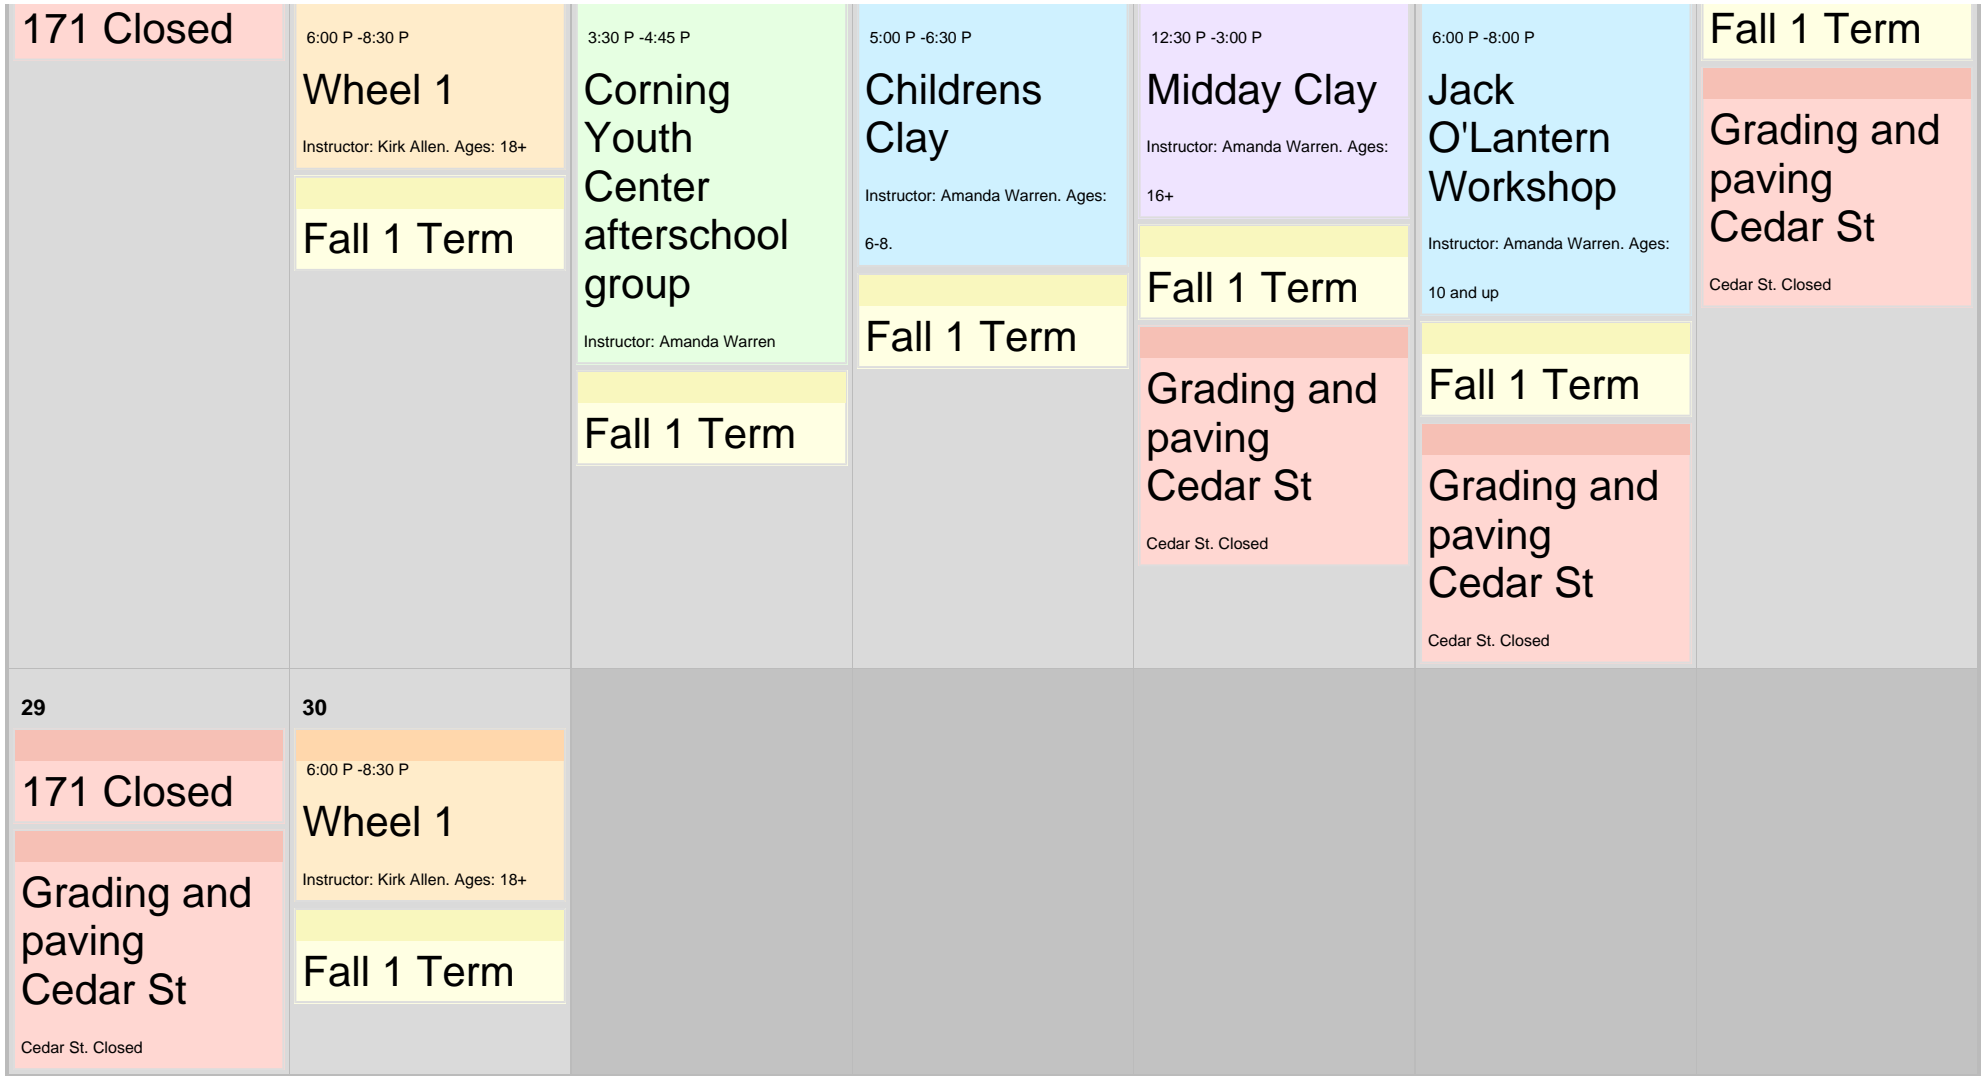 171 Closed
6:00 P -8:30 P
Wheel 1
Instructor: Kirk Allen. Ages: 18+
Fall 1 Term
3:30 P -4:45 P
Corning
Youth
Center
afterschool
group
Instructor: Amanda Warren
Fall 1 Term
5:00 P -6:30 P
Childrens
Clay
Instructor: Amanda Warren. Ages:
6-8.
Fall 1 Term
12:30 P -3:00 P
Midday Clay
Instructor: Amanda Warren. Ages:
16+
Fall 1 Term
Grading and
paving
Cedar St
Cedar St. Closed
6:00 P -8:00 P
Jack
O'Lantern
Workshop
Instructor: Amanda Warren. Ages:
10 and up
Fall 1 Term
Grading and
paving
Cedar St
Cedar St. Closed
Fall 1 Term
Grading and
paving
Cedar St
Cedar St. Closed
29
171 Closed
Grading and
paving
Cedar St
Cedar St. Closed
30
6:00 P -8:30 P
Wheel 1
Instructor: Kirk Allen. Ages: 18+
Fall 1 Term